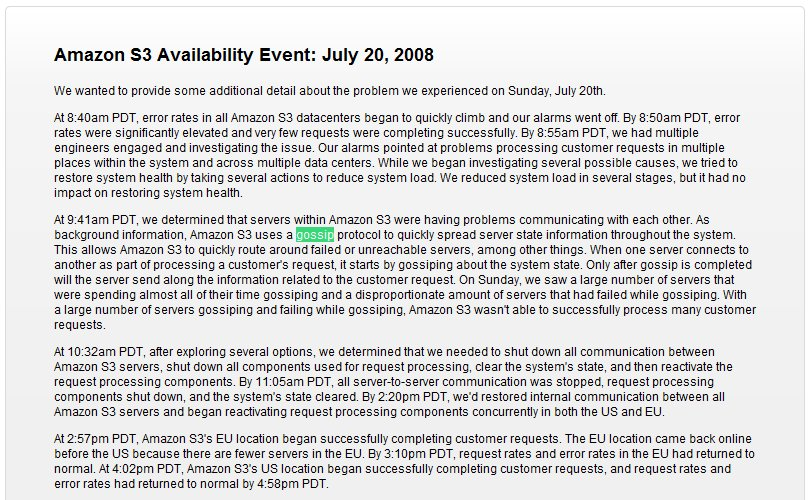 Amazon S3 Availability Event: July 20, 2008
We wanted to provide some additional detail about the problem we experienced on Sunday, July 20th.
At 8:40am PDT, error rates in all Amazon S3 datacenters began to quickly climb and our alarms went off. By 8:50am PDT, error
rates were significantly elevated and very few requests were completing successfully. By 8:55am PDT, we had multiple
engineers engaged and investigating the issue. Our alarms pointed at problems processing customer requests in multiple
places within the system and across multiple data centers. While we began investigating several possible causes, we tried to
restore system health by taking several actions to reduce system load. We reduced system load in several stages, but it had no
impact on restoring system health.
At 9:41am PDT, we determined that servers within Amazon S3 were having problems communicating with each other. As
background information, Amazon S3 uses a gossip protocol to quickly spread server state information throughout the system.
This allows Amazon S3 to quickly route around failed or unreachable servers, among other things. When one server connects to
another as part of processing a customer's request, it starts by gossiping about the system state. Only after gossip is completed
will the server send along the information related to the customer request. On Sunday, we saw a large number of servers that
were spending almost all of their time gossiping and a disproportionate amount of servers that had failed while gossiping. With
a large number of servers gossiping and failing while gossiping, Amazon S3 wasn't able to successfully process many customer
requests.
At 10:32am PDT, after exploring several options, we determined that we needed to shut down all communication between
Amazon S3 servers, shut down all components used for request processing, clear the system's state, and then reactivate the
request processing components. By 11:05am PDT, all server-to-server communication was stopped, request processing
components shut down, and the system's state cleared. By 2:20pm PDT, we'd restored internal communication between all
Amazon S3 servers and began reactivating request processing components concurrently in both the US and EU.
At 2:57pm PDT, Amazon S3's EU location began successfully completing customer requests. The EU location came back online
before the US because there are fewer servers in the EU. By 3:10pm PDT, request rates and error rates in the EU had returned to
normal. At 4:02pm PDT, Amazon S3's US location began successfully completing customer requests, and request rates and
error rates had returned to normal by 4:58pm PDT.